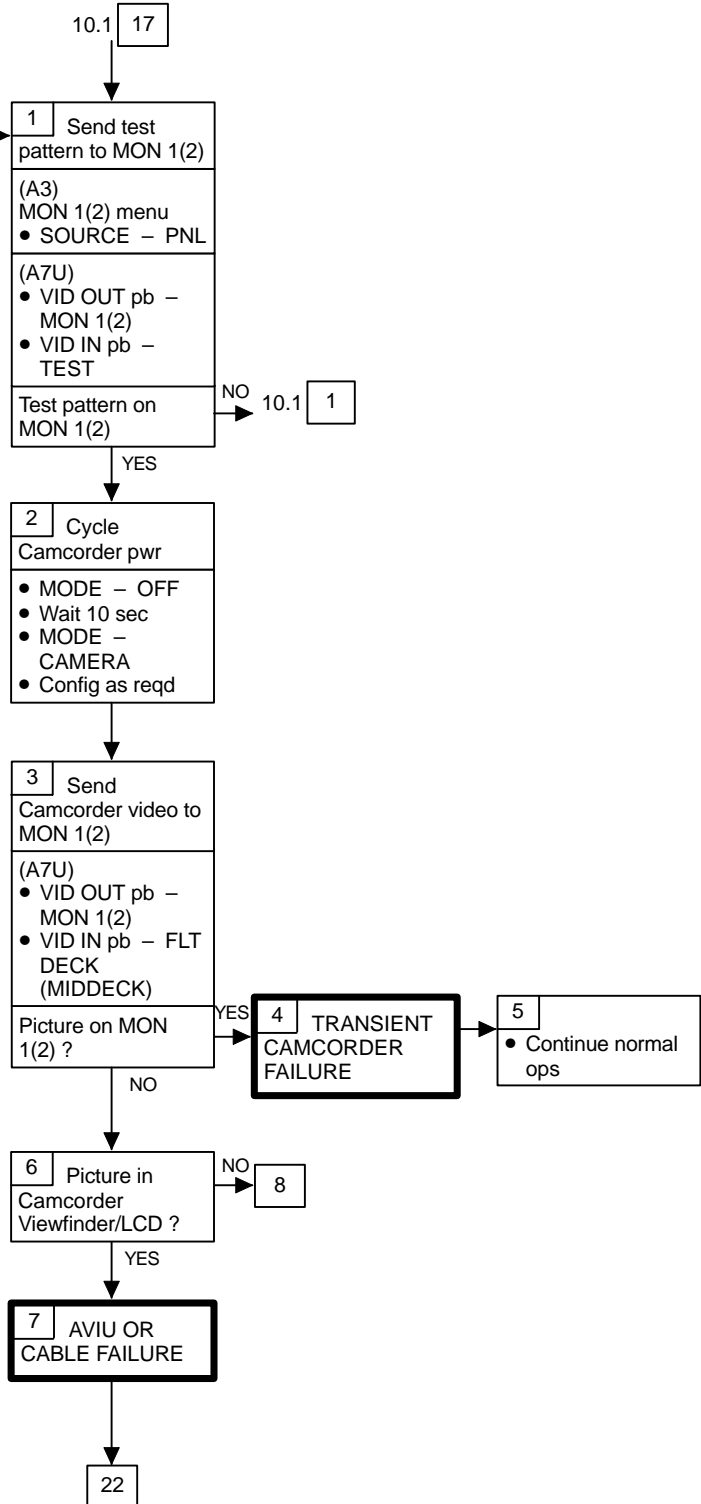 10.1 17
1 Send test
pattern to MON 1(2)
(A3)
MON 1(2) menu
• SOURCE – PNL
(A7U)
• VID OUT pb –
MON 1(2)
• VID IN pb –
TEST
Test pattern on
MON 1(2)
NO
10.1 1
YES
2 Cycle
Camcorder pwr
• MODE – OFF
• Wait 10 sec
• MODE –
CAMERA
• Config as reqd
3 Send
Camcorder video to
MON 1(2)
(A7U)
• VID OUT pb –
MON 1(2)
• VID IN pb – FLT
DECK
(MIDDECK)
Picture on MON
1(2) ?
YES
4 TRANSIENT
CAMCORDER
FAILURE
5
• Continue normal
ops
NO
6 Picture in
Camcorder
Viewfinder/LCD ?
NO
8
YES
7 AVIU OR
CABLE FAILURE
22